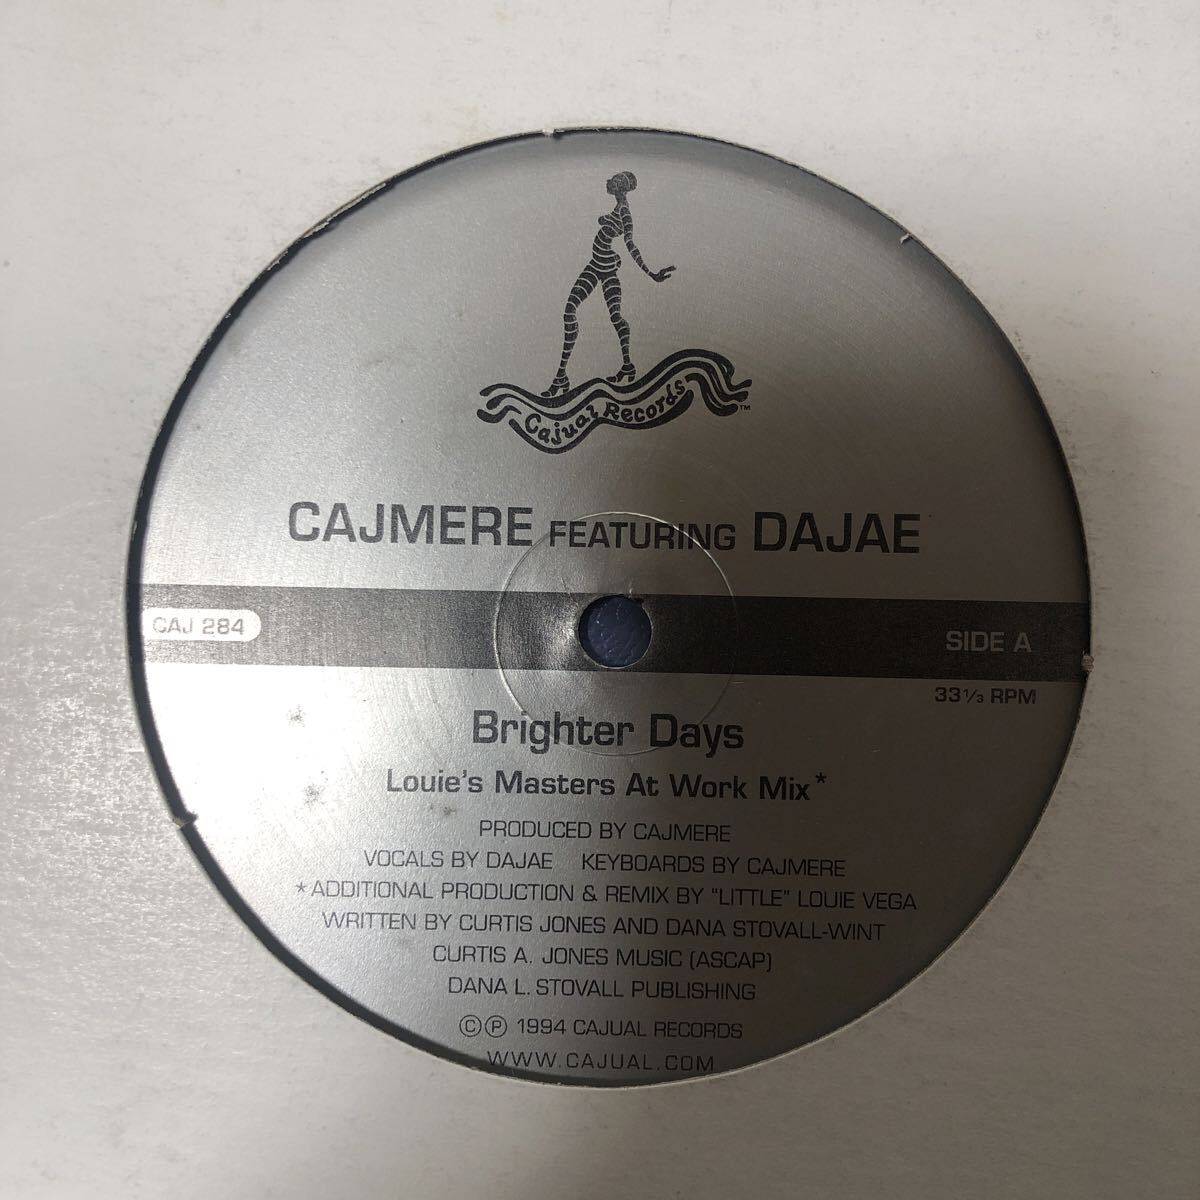 Cajual Records ™
CAJMERE FEATURING DAJAE
CAJ 284
SIDE A
33 1/3 RPM
Brighter Days
Louie's Masters At Work Mix*
PRODUCED BY CAJMERE
VOCALS BY DAJAE KEYBOARDS BY CAJMERE
*ADDITIONAL PRODUCTION & REMIX BY "LITTLE" LOUIE VEGA
WRITTEN BY CURTIS JONES AND DANA STOVALL-WINT
CURTIS A. JONES MUSIC (ASCAP)
DANA L. STOVALL PUBLISHING
© ℗ 1994 CAJUAL RECORDS
WWW.CAJUAL.COM